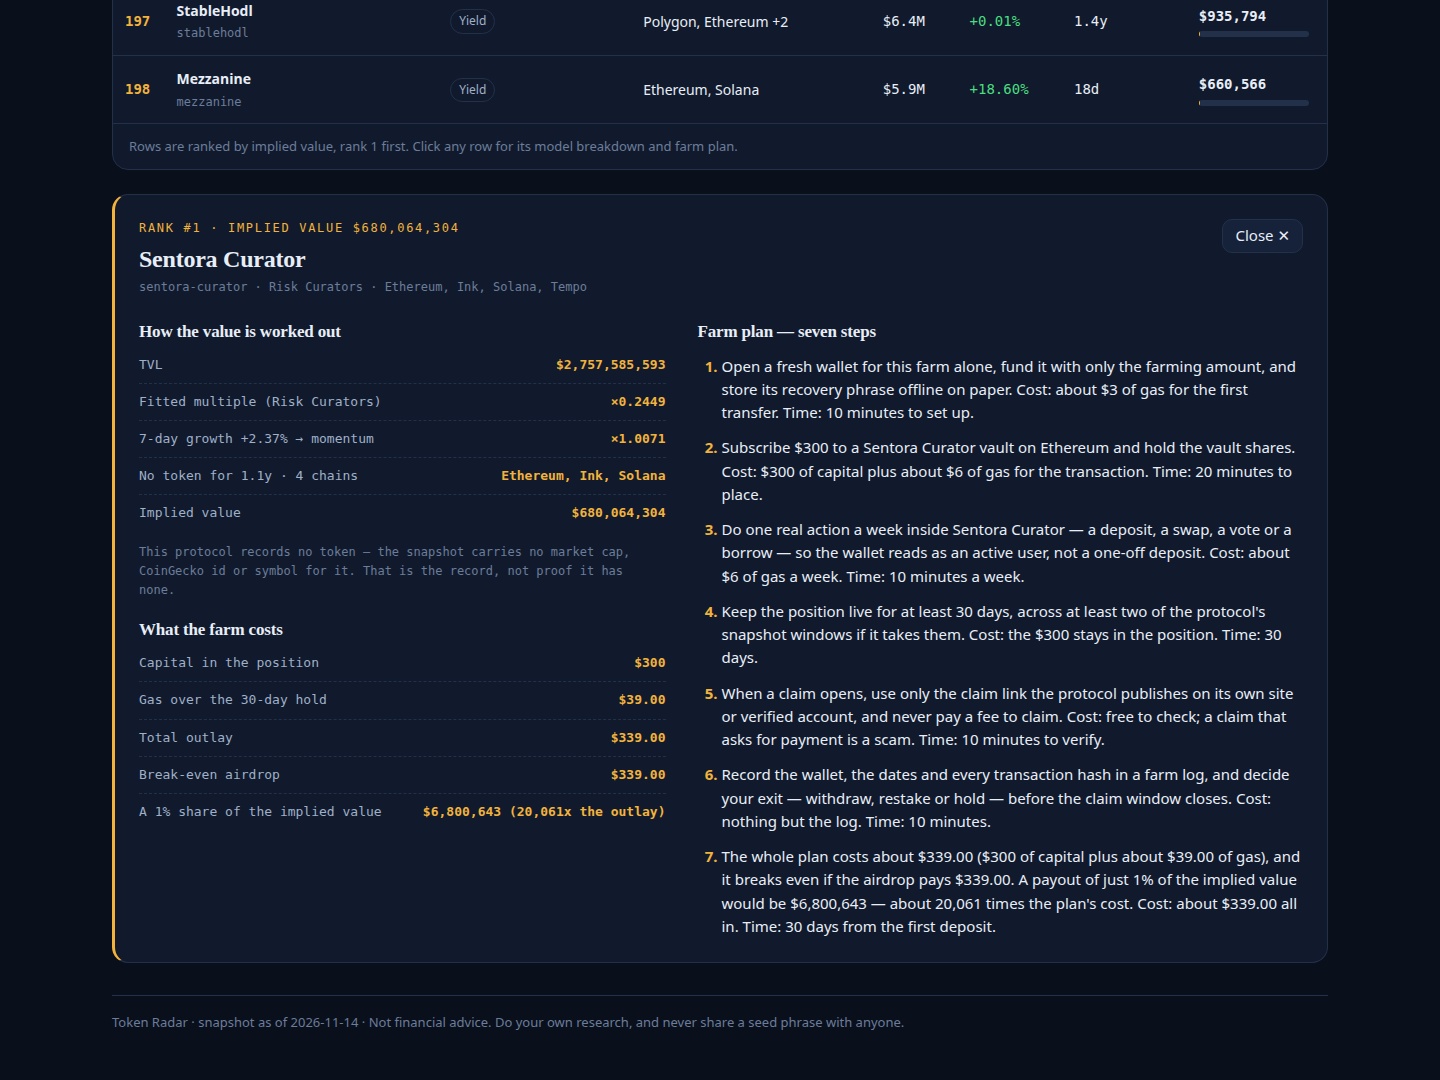 197 StableHodl Yield Polygon, Ethereum +2 $6.4M +0.01% 1.4y $935,794
stablehodl
198 Mezzanine Yield Ethereum, Solana $5.9M +18.60% 18d $660,566
mezzanine
Rows are ranked by implied value, rank 1 first. Click any row for its model breakdown and farm plan.
RANK #1 · IMPLIED VALUE $680,064,304
Close ✕
Sentora Curator
sentora-curator · Risk Curators · Ethereum, Ink, Solana, Tempo
How the value is worked out
TVL $2,757,585,593
Fitted multiple (Risk Curators) ×0.2449
7-day growth +2.37% → momentum ×1.0071
No token for 1.1y · 4 chains Ethereum, Ink, Solana
Implied value $680,064,304
This protocol records no token — the snapshot carries no market cap,
CoinGecko id or symbol for it. That is the record, not proof it has
none.
What the farm costs
Capital in the position $300
Gas over the 30-day hold $39.00
Total outlay $339.00
Break-even airdrop $339.00
A 1% share of the implied value $6,800,643 (20,061x the outlay)
Farm plan — seven steps
1. Open a fresh wallet for this farm alone, fund it with only the farming amount, and
store its recovery phrase offline on paper. Cost: about $3 of gas for the first
transfer. Time: 10 minutes to set up.
2. Subscribe $300 to a Sentora Curator vault on Ethereum and hold the vault shares.
Cost: $300 of capital plus about $6 of gas for the transaction. Time: 20 minutes to
place.
3. Do one real action a week inside Sentora Curator — a deposit, a swap, a vote or a
borrow — so the wallet reads as an active user, not a one-off deposit. Cost: about
$6 of gas a week. Time: 10 minutes a week.
4. Keep the position live for at least 30 days, across at least two of the protocol's
snapshot windows if it takes them. Cost: the $300 stays in the position. Time: 30
days.
5. When a claim opens, use only the claim link the protocol publishes on its own site
or verified account, and never pay a fee to claim. Cost: free to check; a claim that
asks for payment is a scam. Time: 10 minutes to verify.
6. Record the wallet, the dates and every transaction hash in a farm log, and decide
your exit — withdraw, restake or hold — before the claim window closes. Cost:
nothing but the log. Time: 10 minutes.
7. The whole plan costs about $339.00 ($300 of capital plus about $39.00 of gas), and
it breaks even if the airdrop pays $339.00. A payout of just 1% of the implied value
would be $6,800,643 — about 20,061 times the plan's cost. Cost: about $339.00 all
in. Time: 30 days from the first deposit.
Token Radar · snapshot as of 2026-11-14 · Not financial advice. Do your own research, and never share a seed phrase with anyone.